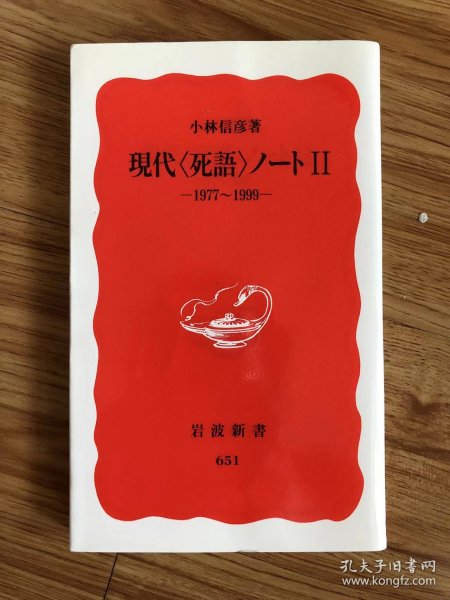 小林信彦著
現代〈死語〉ノートII
—1977～1999—
岩波新書
651
孔夫子旧书网
www.kongfz.com